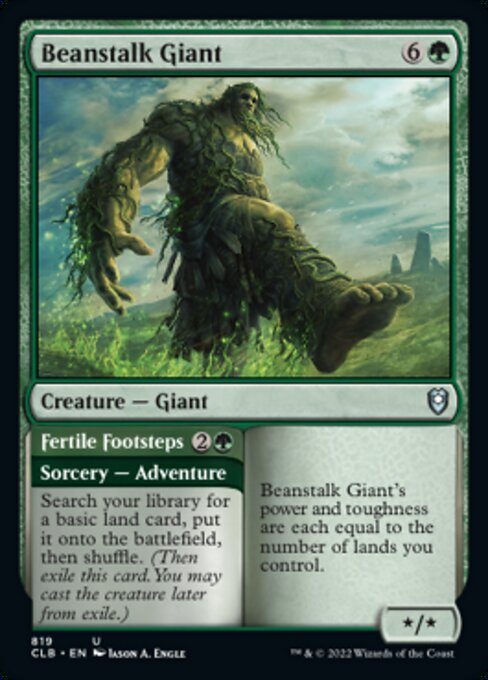 Beanstalk Giant 6
Creature — Giant
Fertile Footsteps 2
Sorcery — Adventure
Search your library for
a basic land card, put
it onto the battlefield,
then shuffle. (Then
exile this card. You may
cast the creature later
from exile.)
Beanstalk Giant's
power and toughness
are each equal to the
number of lands you
control.
*/*
819 U
CLB • EN Iason A. Engle
™ & © 2022 Wizards of the Coast